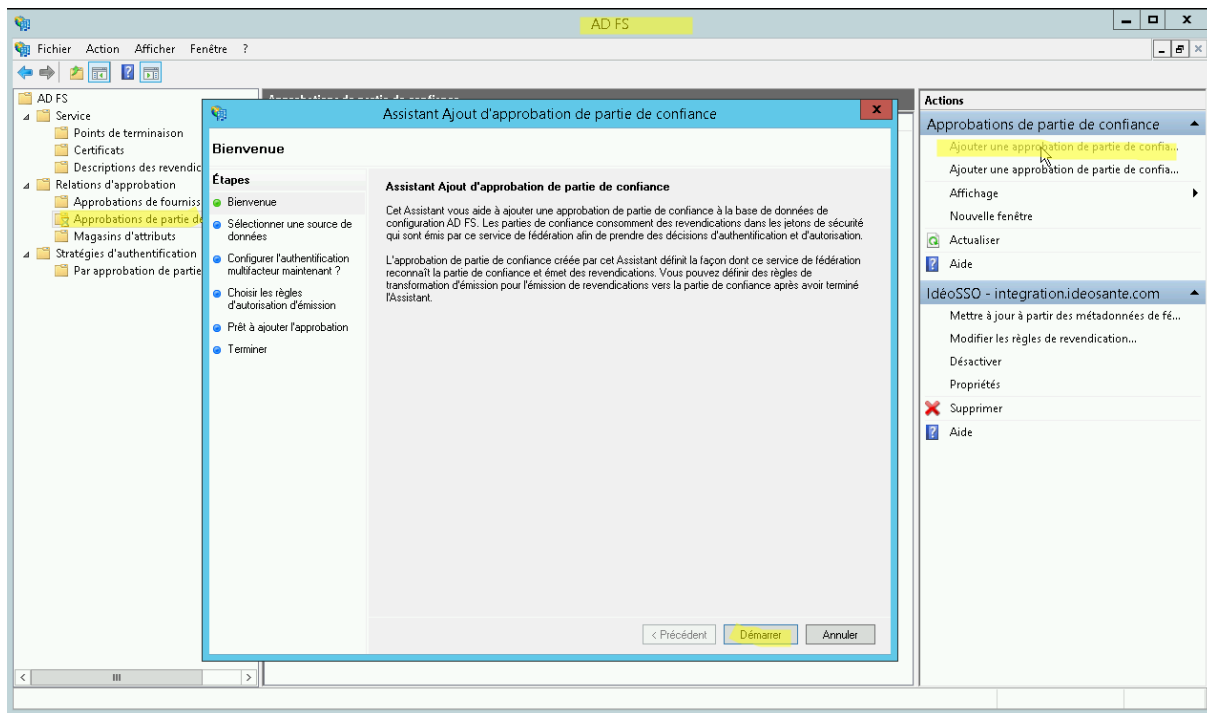 AD FS
Fichier Action Afficher Fenêtre ?
AD FS
Service
Points de terminaison
Certificats
Descriptions des revendic
Relations d'approbation
Approbations de fourniss
Approbations de partie de
Magasins d'attributs
Stratégies d'authentification
Par approbation de partie
Assistant Ajout d'approbation de partie de confiance
Bienvenue
Étapes
Bienvenue
Sélectionner une source de
données
Configurer l'authentification
multifacteur maintenant ?
Choisir les règles
d'autorisation d'émission
Prêt à ajouter l'approbation
Terminer
Assistant Ajout d'approbation de partie de confiance
Cet Assistant vous aide à ajouter une approbation de partie de confiance à la base de données de
configuration AD FS. Les parties de confiance consomment des revendications dans les jetons de sécurité
qui sont émis par ce service de fédération afin de prendre des décisions d'authentification et d'autorisation.
L'approbation de partie de confiance créée par cet Assistant définit la façon dont ce service de fédération
reconnaît la partie de confiance et émet des revendications. Vous pouvez définir des règles de
transformation d'émission pour l'émission de revendications vers la partie de confiance après avoir terminé
l'Assistant.
< Précédent Démarrer Annuler
Actions
Approbations de partie de confiance
Ajouter une approbation de partie de confia...
Ajouter une approbation de partie de confia...
Affichage
Nouvelle fenêtre
Actualiser
Aide
IdéoSSO - integration.ideosante.com
Mettre à jour à partir des métadonnées de fé...
Modifier les règles de revendication...
Désactiver
Propriétés
Supprimer
Aide